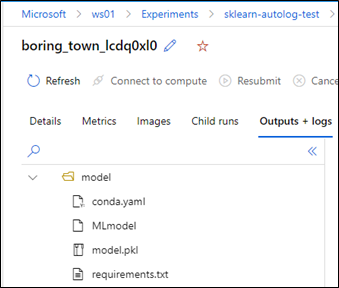 Microsoft > ws01 > Experiments > sklearn-autolog-test >
boring_town_lcdq0xl0
Refresh Connect to compute Resubmit Cance
Details Metrics Images Child runs Outputs + logs
model
conda.yaml
MLmodel
model.pkl
requirements.txt